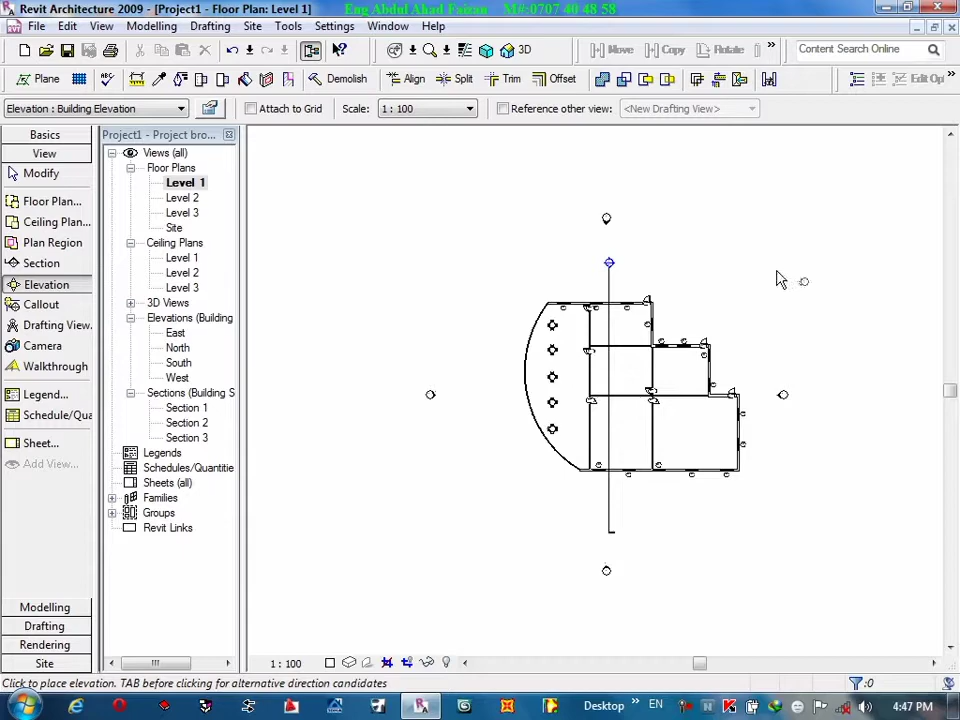 Revit Architecture 2009 - [Project1 - Floor Plan: Level 1]
Eng Abdul Ahad Faizan M#:0707 40 48 58
File Edit View Modelling Drafting Site Tools Settings Window Help
3D Move Copy Rotate » Content Search Online
Plane Demolish Align Split Trim Offset Edit Op
Elevation : Building Elevation Attach to Grid Scale: 1 : 100 Reference other view: <New Drafting View>
Basics
View
Modify
Floor Plan...
Ceiling Plan...
Plan Region
Section
Elevation
Callout
Drafting View.
Camera
Walkthrough
Legend...
Schedule/Qua
Sheet...
Add View...
Modelling
Drafting
Rendering
Site
Project1 - Project bro...
Views (all)
Floor Plans
Level 1
Level 2
Level 3
Site
Ceiling Plans
Level 1
Level 2
Level 3
3D Views
Elevations (Building
East
North
South
West
Sections (Building S
Section 1
Section 2
Section 3
Legends
Schedules/Quantitie
Sheets (all)
Families
Groups
Revit Links
1 : 100
Click to place elevation. TAB before clicking for alternative direction candidates
:0
Desktop » EN 4:47 PM